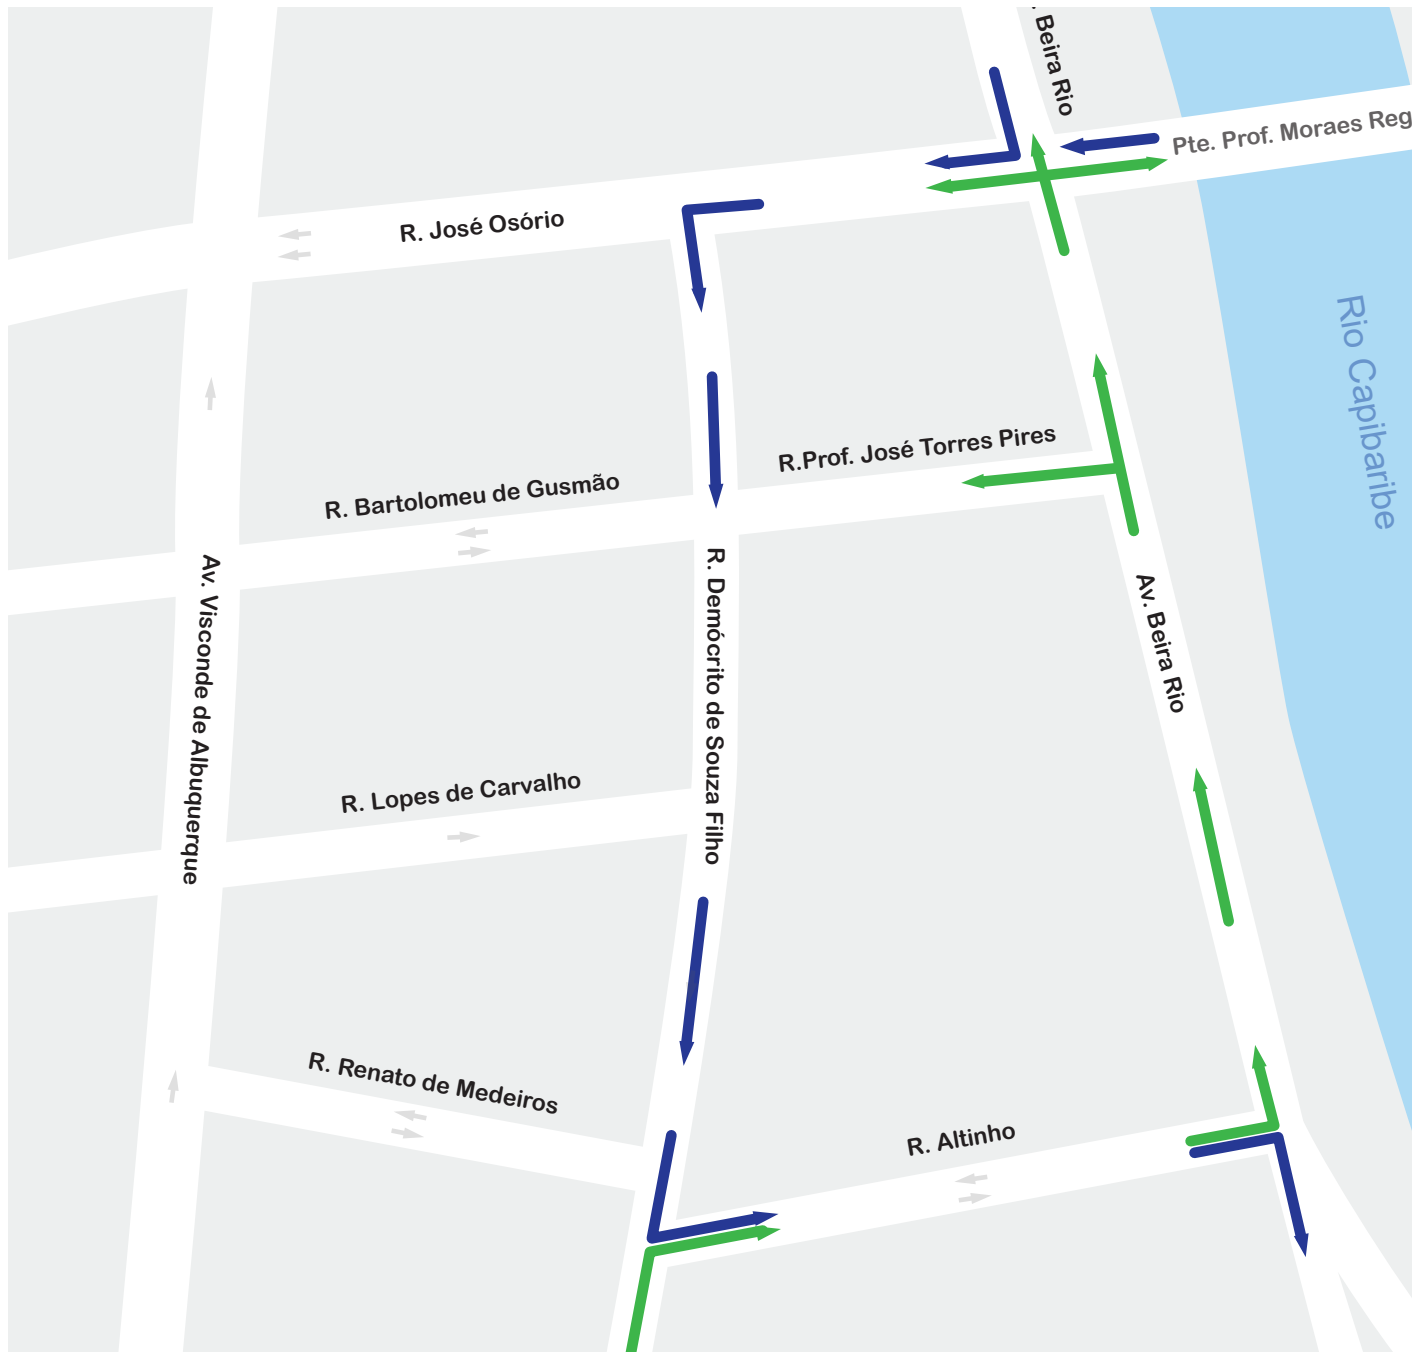 Beira Rio
Pte. Prof. Moraes Reg
R. José Osório
Rio Capibaribe
R.Prof. José Torres Pires
R. Bartolomeu de Gusmão
Av. Visconde de Albuquerque
R. Demócrito de Souza Filho
Av. Beira Rio
R. Lopes de Carvalho
R. Renato de Medeiros
R. Altinho